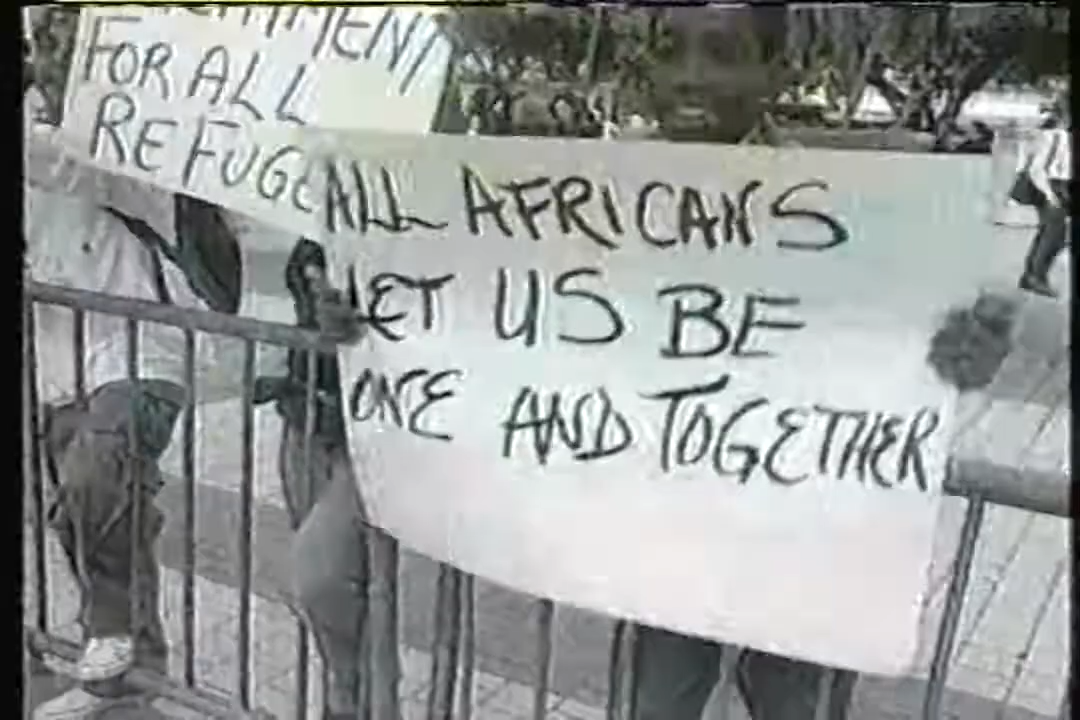 FOR ALL
REFUGE
ALL AFRICANS
LET US BE
ONE AND TOGETHER